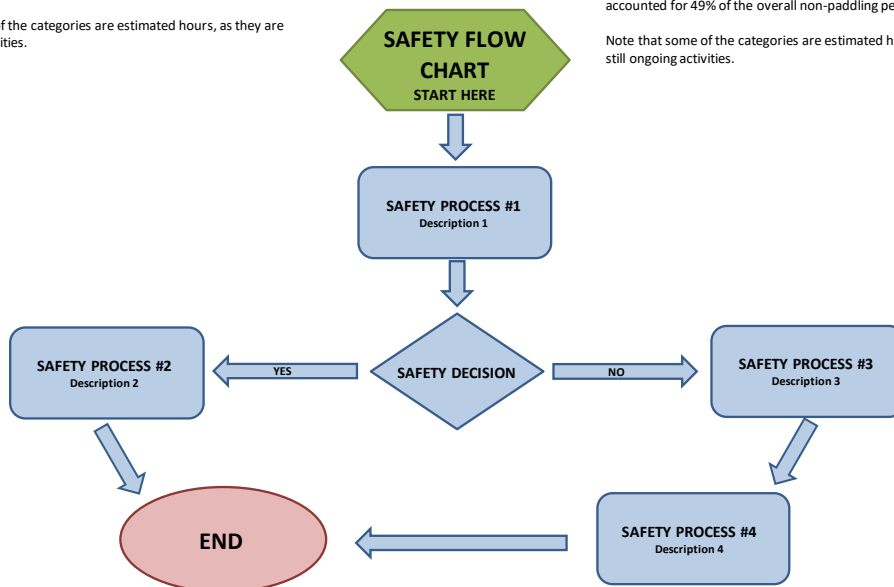 accounted for 49% of the overall non-paddling
of the categories are estimated hours, as they are
SAFETY FLOW
CHART
START HERE
Note that some of the categories are estimated
still ongoing activities.
SAFETY PROCESS #1
Description 1
SAFETY PROCESS #2
Description 2
YES
SAFETY DECISION
NO
SAFETY PROCESS #3
Description 3
END
SAFETY PROCESS #4
Description 4